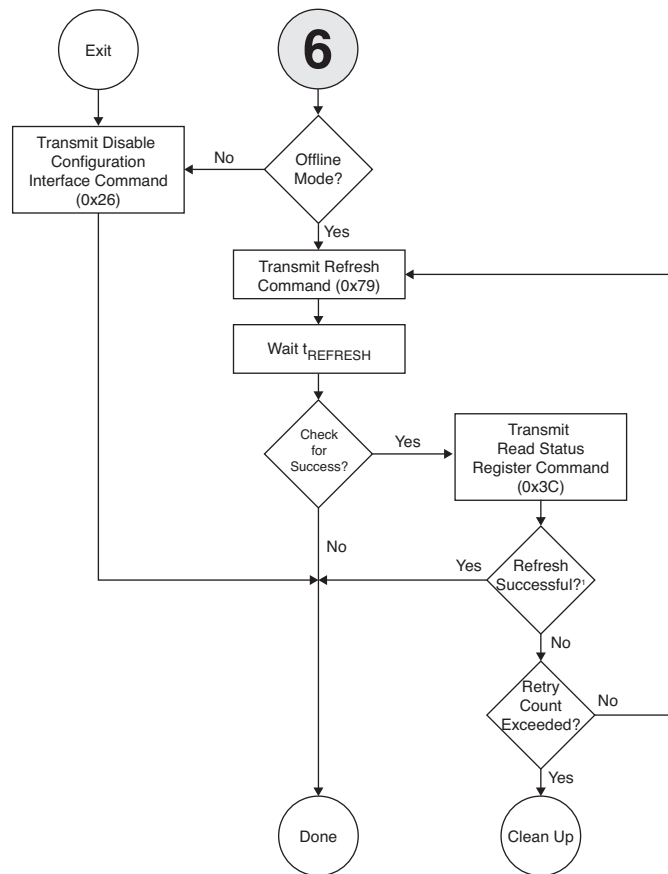 Exit
6
Transmit Disable
Configuration
Interface Command
(0x26)
No
Offline
Mode?
Yes
Transmit Refresh
Command (0x79)
Wait tREFRESH
Check
for
Success?
Yes
Transmit
Read Status
Register Command
(0x3C)
No
Yes
Refresh
Successful?¹
No
Retry
Count
Exceeded?
No
Yes
Done
Clean Up